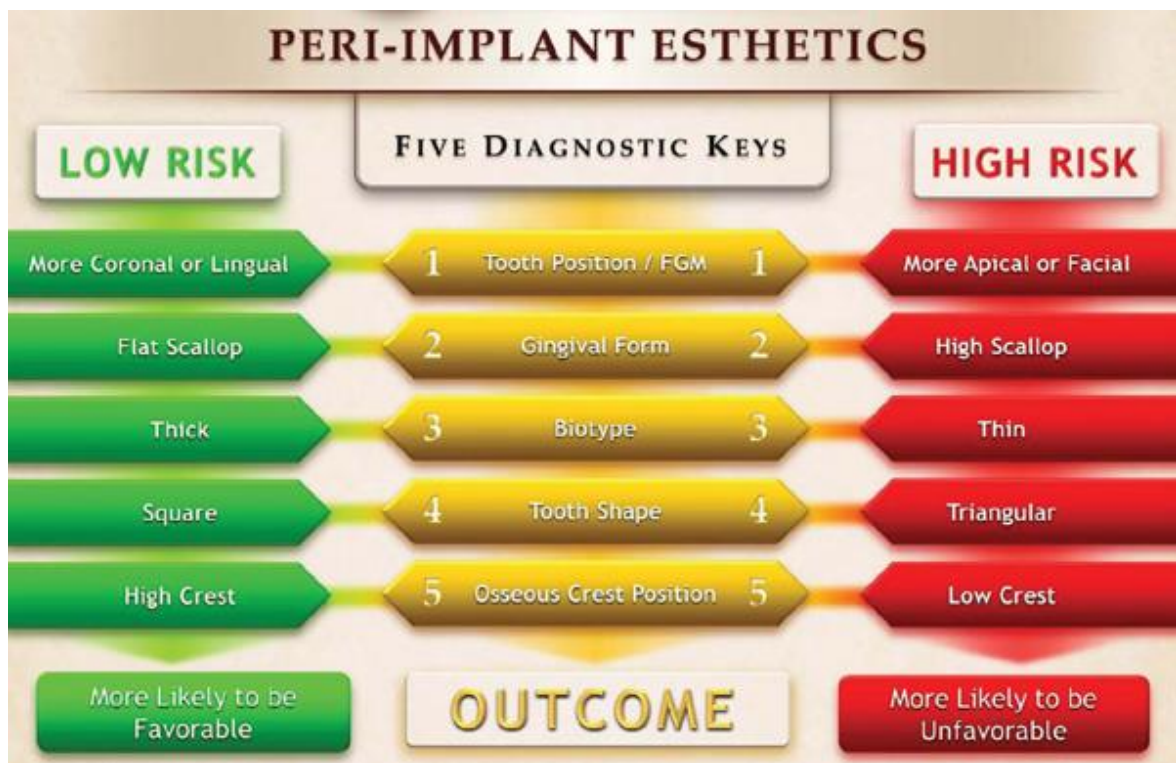 PERI-IMPLANT ESTHETICS
FIVE DIAGNOSTIC KEYS
LOW RISK
HIGH RISK
More Coronal or Lingual
1 Tooth Position / FGM 1
More Apical or Facial
Flat Scallop
2 Gingival Form 2
High Scallop
Thick
3 Biotype 3
Thin
Square
4 Tooth Shape 4
Triangular
High Crest
5 Osseous Crest Position 5
Low Crest
More Likely to be
Favorable
OUTCOME
More Likely to be
Unfavorable